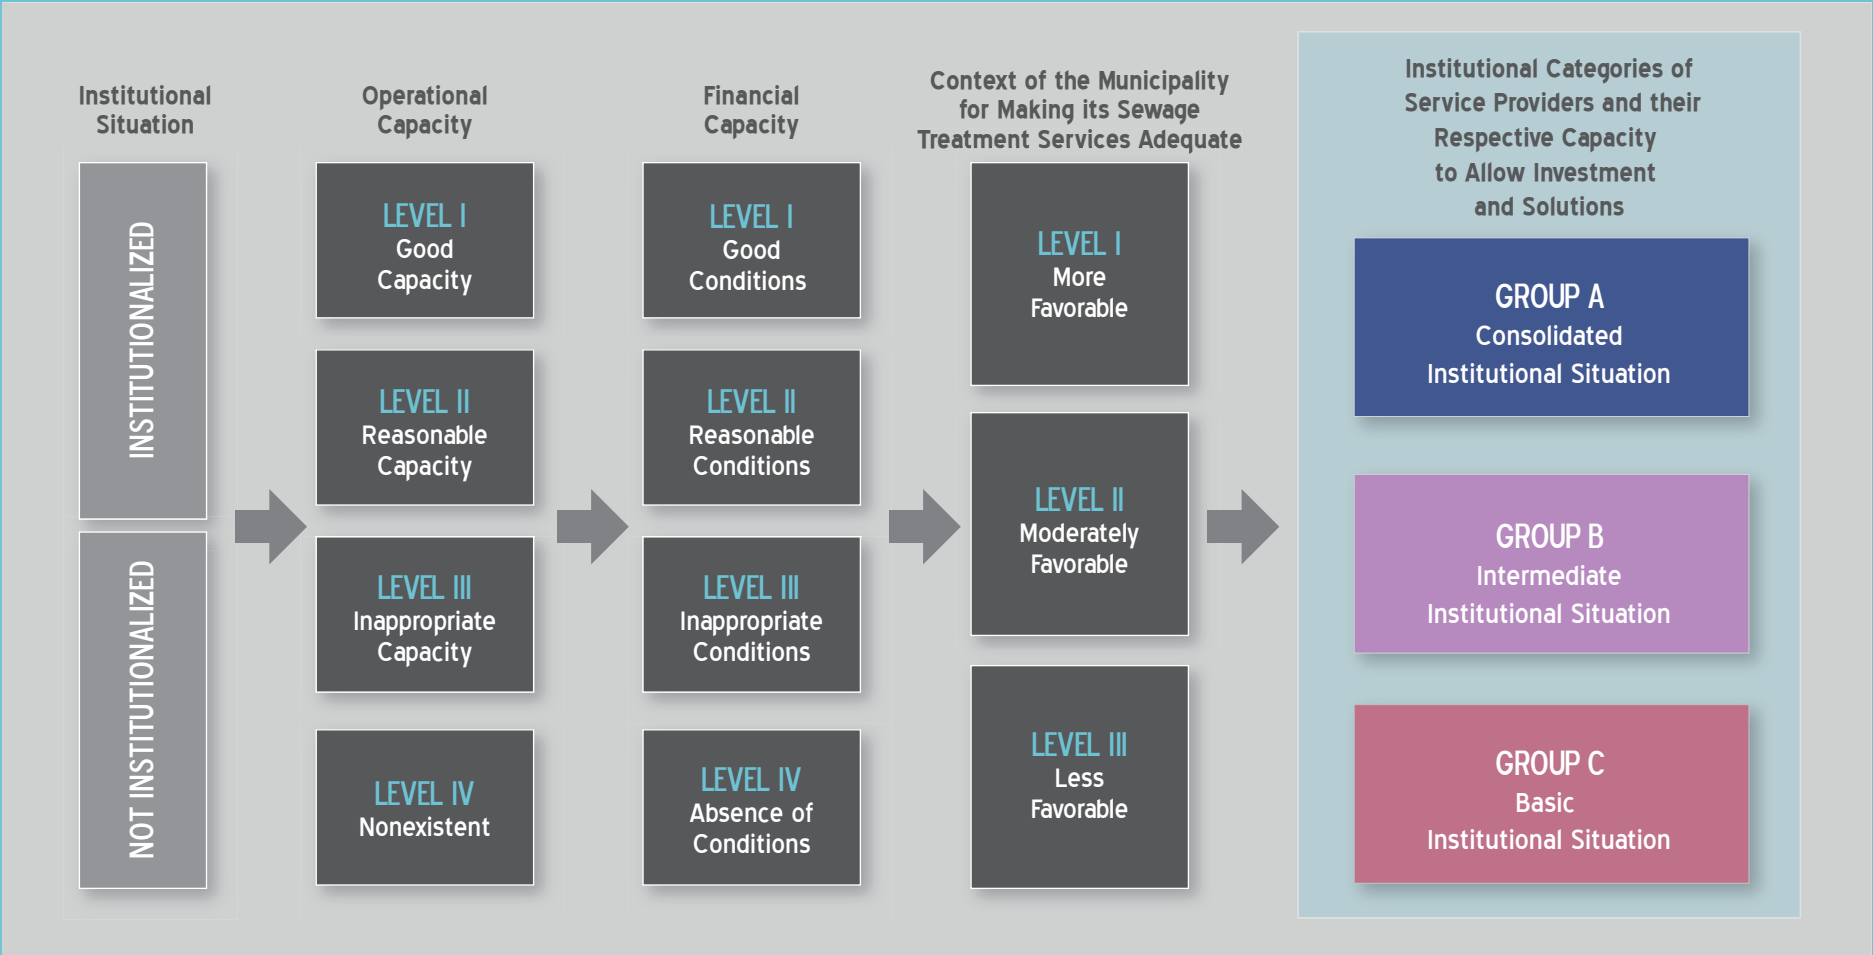 Institutional
Situation
INSTITUTIONALIZED
NOT INSTITUTIONALIZED
Operational
Capacity
LEVEL I
Good
Capacity
LEVEL II
Reasonable
Capacity
LEVEL III
Inappropriate
Capacity
LEVEL IV
Nonexistent
Financial
Capacity
LEVEL I
Good
Conditions
LEVEL II
Reasonable
Conditions
LEVEL III
Inappropriate
Conditions
LEVEL IV
Absence of
Conditions
Context of the Municipality
for Making its Sewage
Treatment Services Adequate
LEVEL I
More
Favorable
LEVEL II
Moderately
Favorable
LEVEL III
Less
Favorable
Institutional Categories of
Service Providers and their
Respective Capacity
to Allow Investment
and Solutions
GROUP A
Consolidated
Institutional Situation
GROUP B
Intermediate
Institutional Situation
GROUP C
Basic
Institutional Situation